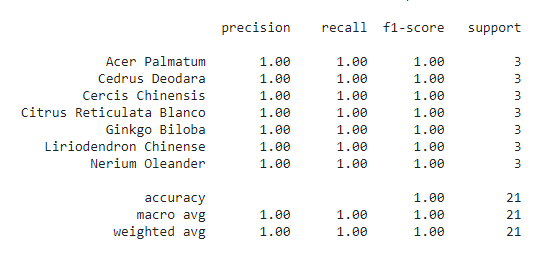 precision recall f1-score support
Acer Palmatum 1.00 1.00 1.00 3
Cedrus Deodara 1.00 1.00 1.00 3
Cercis Chinensis 1.00 1.00 1.00 3
Citrus Reticulata Blanco 1.00 1.00 1.00 3
Ginkgo Biloba 1.00 1.00 1.00 3
Liriodendron Chinense 1.00 1.00 1.00 3
Nerium Oleander 1.00 1.00 1.00 3
accuracy 1.00 21
macro avg 1.00 1.00 1.00 21
weighted avg 1.00 1.00 1.00 21